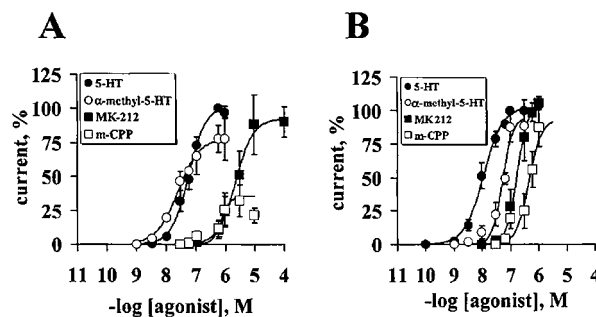 A
125
100
75
50
25
0
current, %
5-HT
α-methyl-5-HT
MK-212
m-CPP
11 10 9 8 7 6 5 4
-log [agonist], M
B
125
100
75
50
25
0
current, %
5-HT
α-methyl-5-HT
MK212
m-CPP
11 10 9 8 7 6 5 4
-log [agonist], M